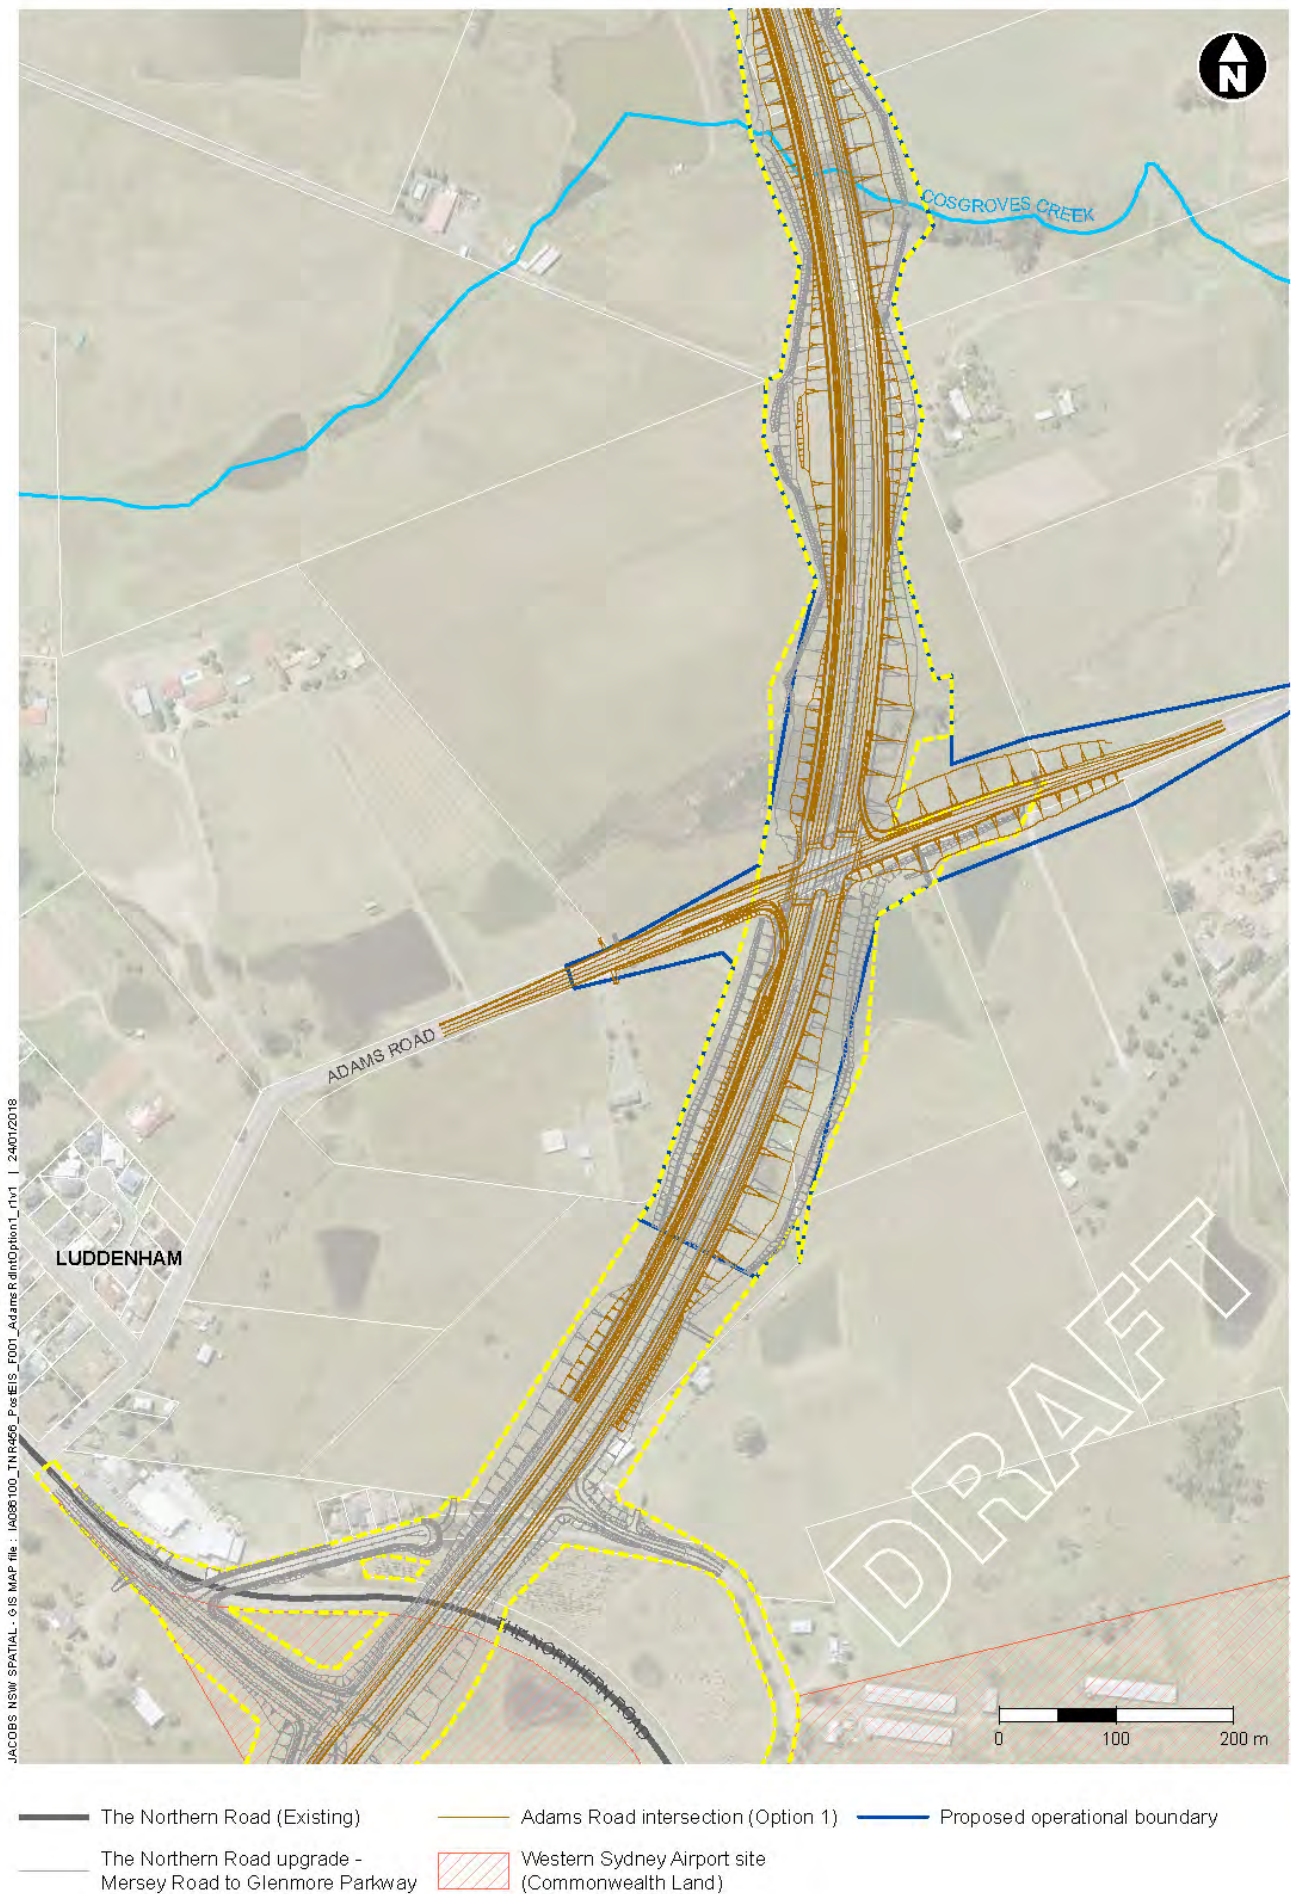 N
COSGROVES CREEK
ADAMS ROAD
LUDDENHAM
THE NORTHERN ROAD
DRAFT
0 100 200 m
JACOBS NSW SPATIAL - GIS MAP file : IA086100_TNR456_PostEIS_F001_AdamsRdIntOption1_r1v1 | 24/01/2018
The Northern Road (Existing)
Adams Road intersection (Option 1)
Proposed operational boundary
The Northern Road upgrade -
Mersey Road to Glenmore Parkway
Western Sydney Airport site
(Commonwealth Land)